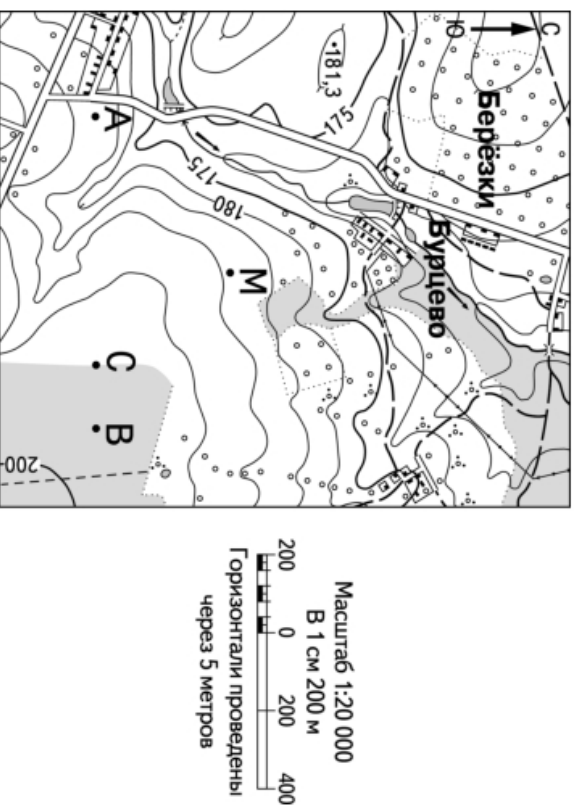 С
Ю
Берёзки
181,3
175
Бурцево
А
175
180
М
С
В
200
Масштаб 1:20 000
В 1 см 200 м
200 0 200 400
Горизонтали проведены
через 5 метров